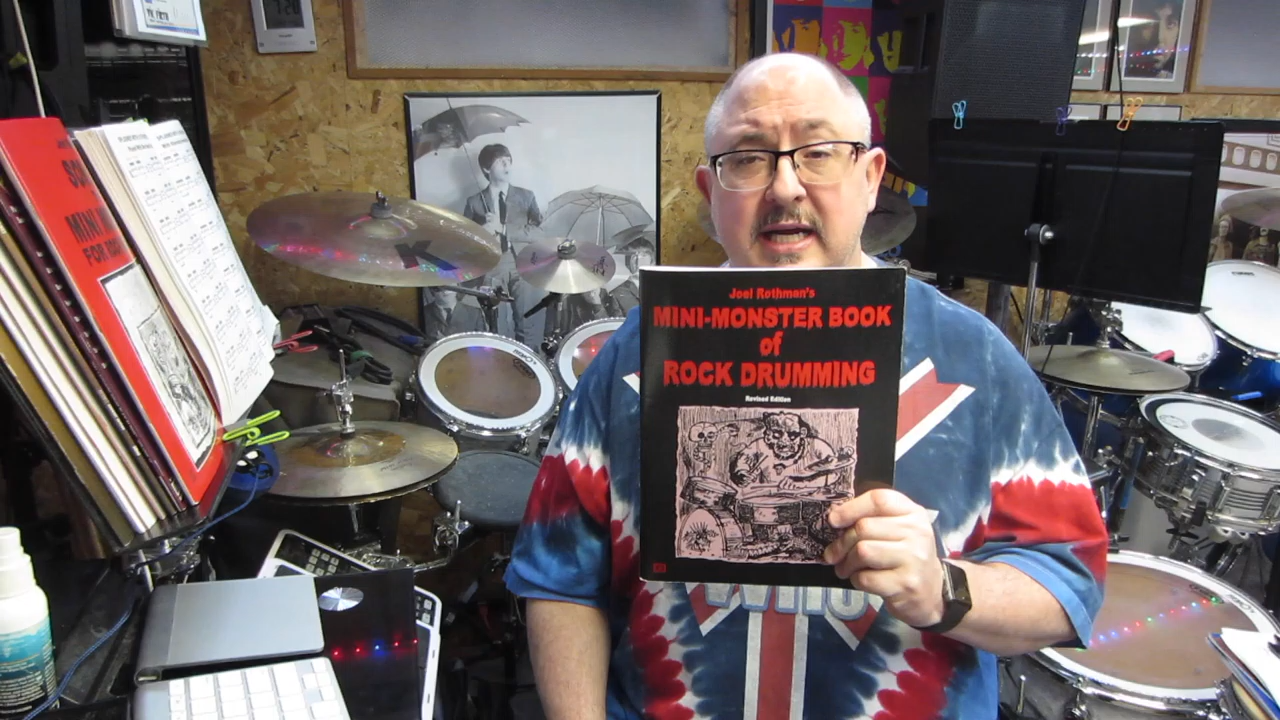 Joel Rothman's
MINI-MONSTER BOOK
of
ROCK DRUMMING
Revised Edition
K
WHO
MINI
FOR